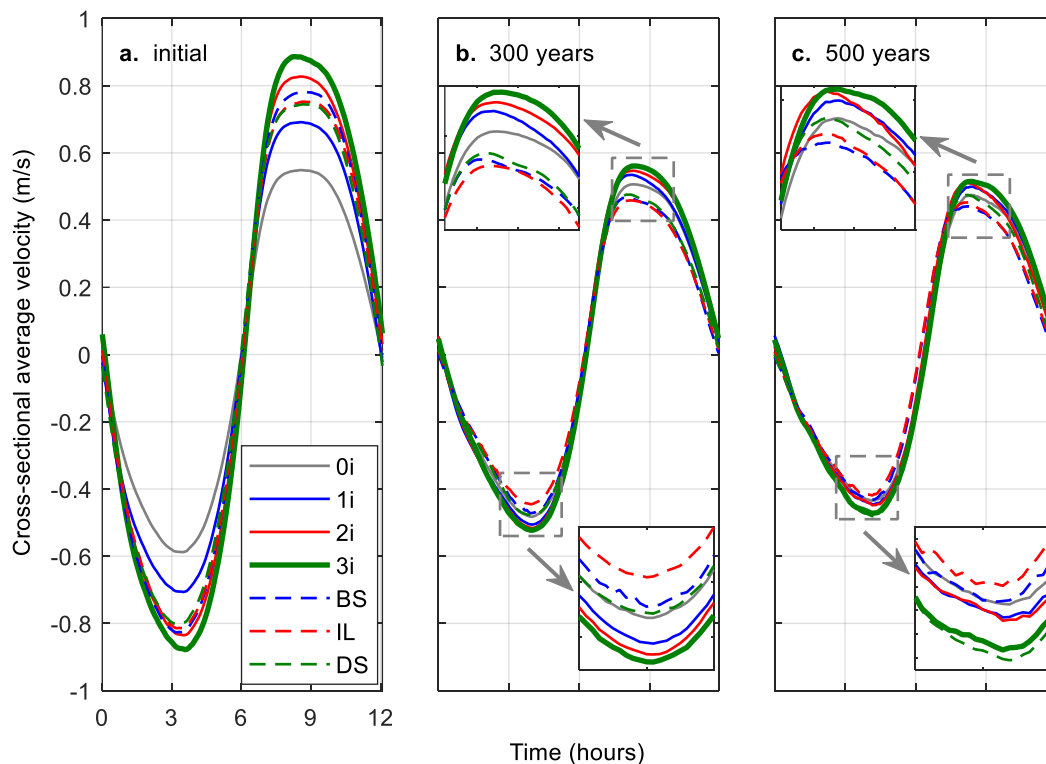 a. initial
b. 300 years
c. 500 years
Cross-sectional average velocity (m/s)
1
0.8
0.6
0.4
0.2
0
-0.2
-0.4
-0.6
-0.8
-1
0i
1i
2i
3i
BS
IL
DS
0 3 6 9 12
Time (hours)